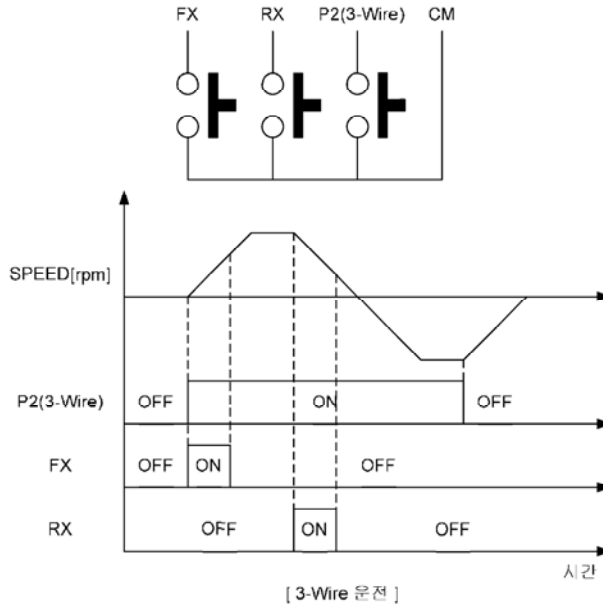 FX RX P2(3-Wire) CM
SPEED[rpm]
P2(3-Wire) OFF ON OFF
FX OFF ON OFF
RX OFF ON OFF
시간
[ 3-Wire 운전 ]